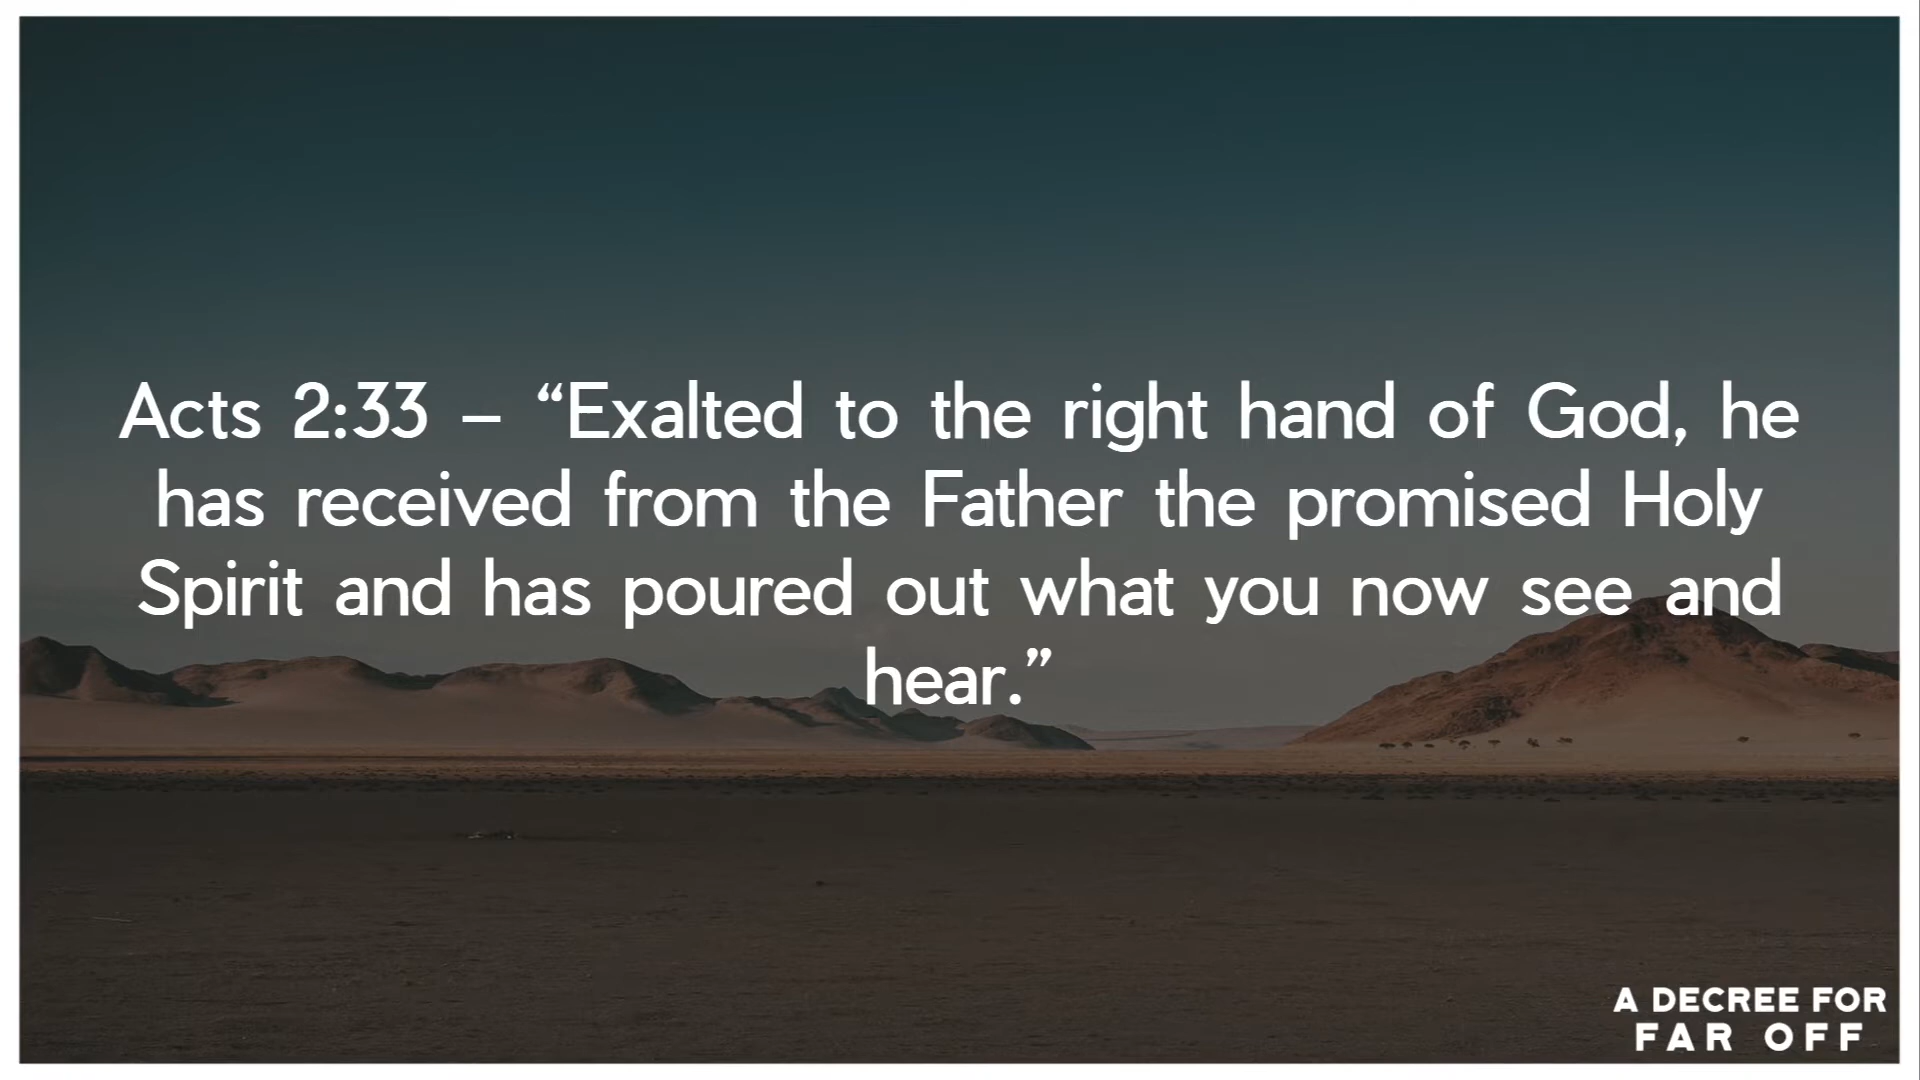 Acts 2:33 – “Exalted to the right hand of God, he
has received from the Father the promised Holy
Spirit and has poured out what you now see and
hear.”
A DECREE FOR
FAR OFF